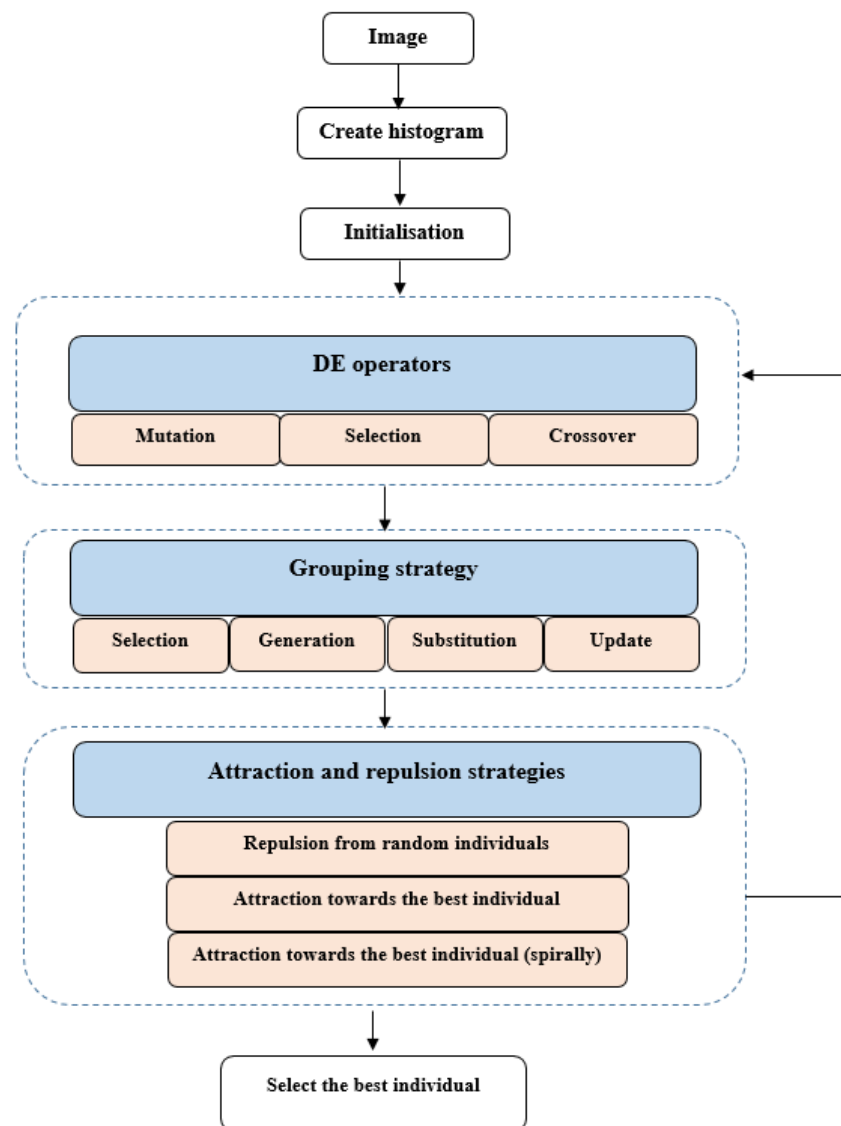 Image
Create histogram
Initialisation
DE operators
Mutation
Selection
Crossover
Grouping strategy
Selection
Generation
Substitution
Update
Attraction and repulsion strategies
Repulsion from random individuals
Attraction towards the best individual
Attraction towards the best individual (spirally)
Select the best individual